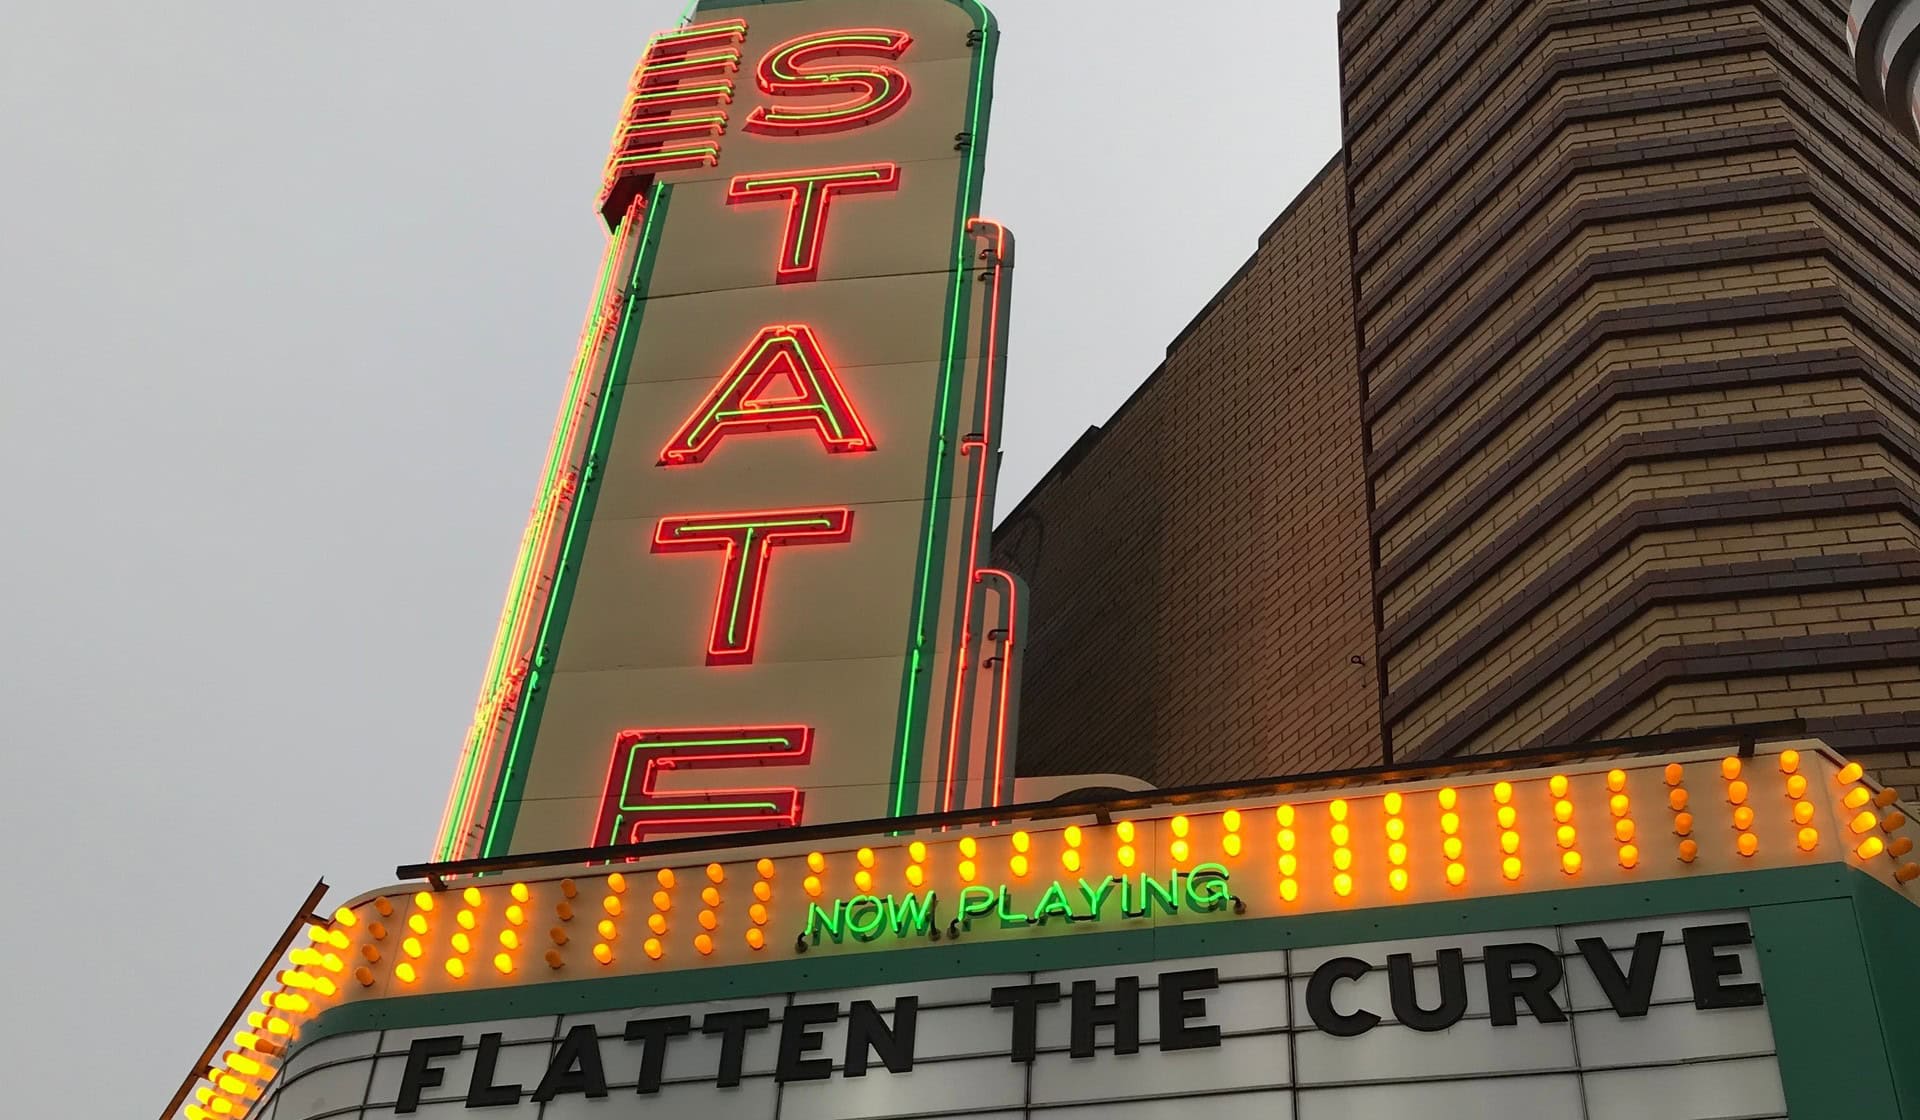 STATE
NOW PLAYING
FLATTEN THE CURVE